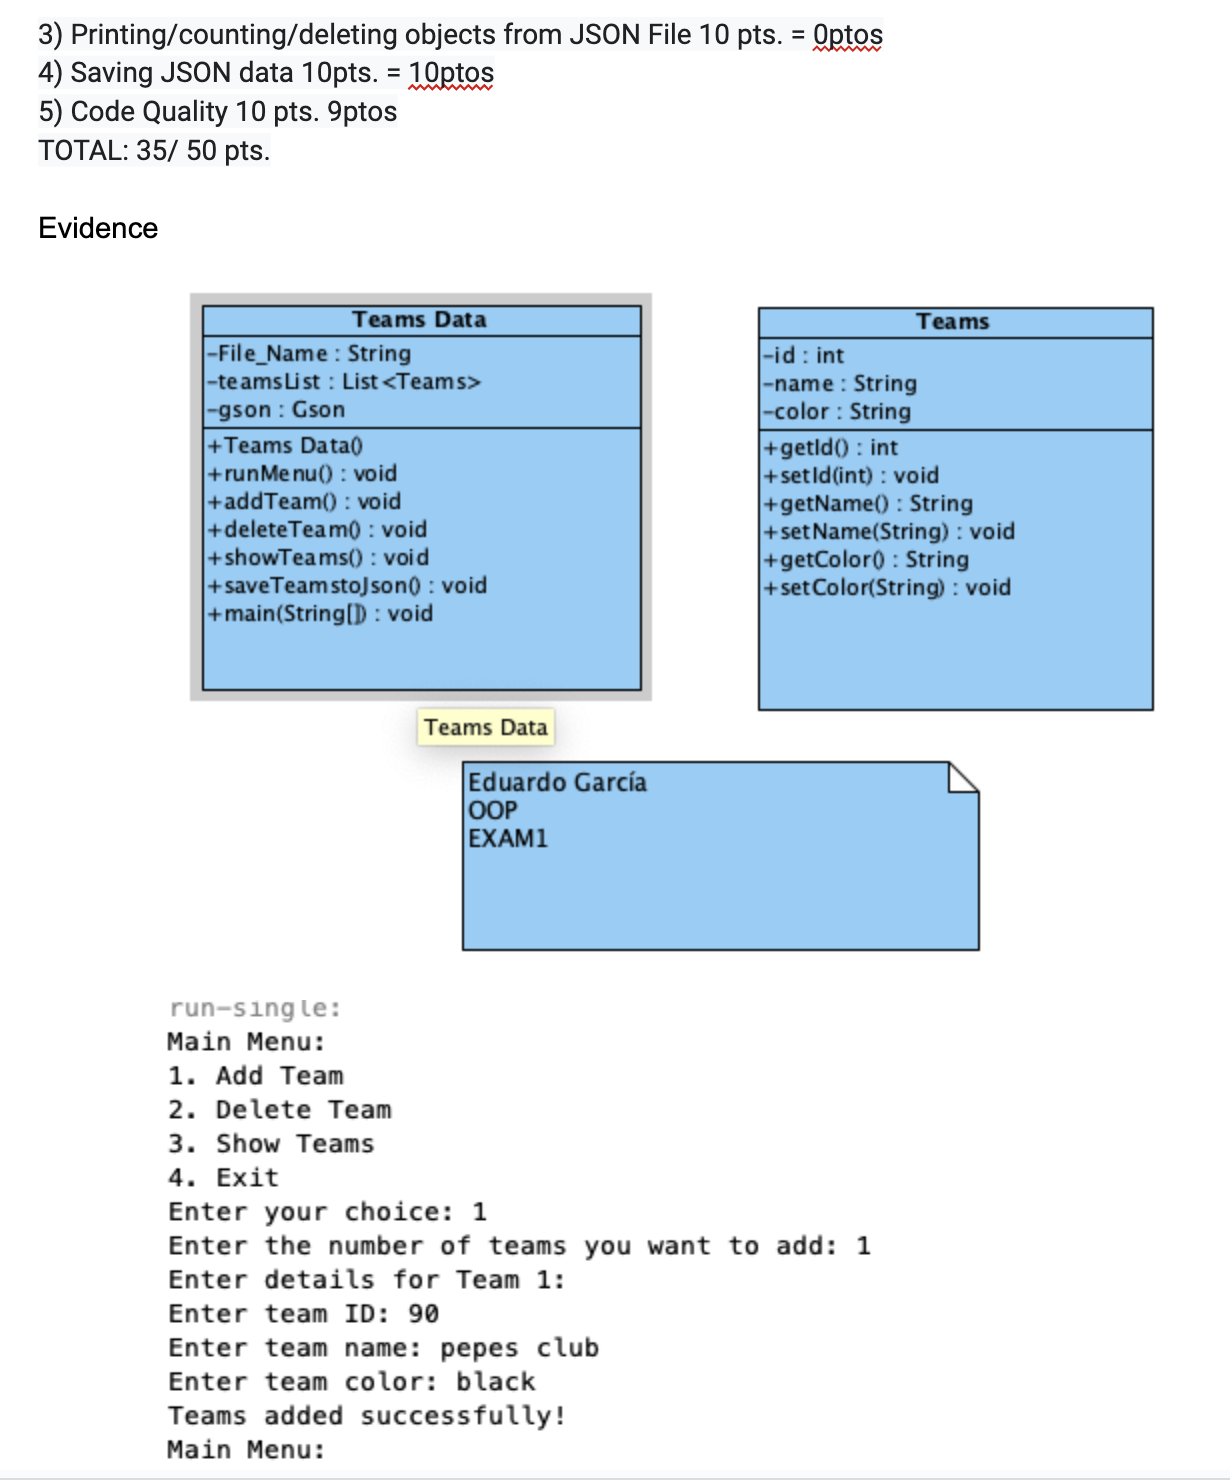 3) Printing/counting/deleting objects from JSON File 10 pts. = 0ptos
4) Saving JSON data 10pts. = 10ptos
5) Code Quality 10 pts. 9ptos
TOTAL: 35/ 50 pts.
Evidence
Teams Data
-File_Name : String
-teamsList : List<Teams>
-gson : Gson
+Teams Data()
+runMenu() : void
+addTeam() : void
+deleteTeam() : void
+showTeams() : void
+saveTeamstoJson() : void
+main(String[]) : void
Teams
-id : int
-name : String
-color : String
+getId() : int
+setId(int) : void
+getName() : String
+setName(String) : void
+getColor() : String
+setColor(String) : void
Teams Data
Eduardo García
OOP
EXAM1
run-single:
Main Menu:
1. Add Team
2. Delete Team
3. Show Teams
4. Exit
Enter your choice: 1
Enter the number of teams you want to add: 1
Enter details for Team 1:
Enter team ID: 90
Enter team name: pepes club
Enter team color: black
Teams added successfully!
Main Menu: